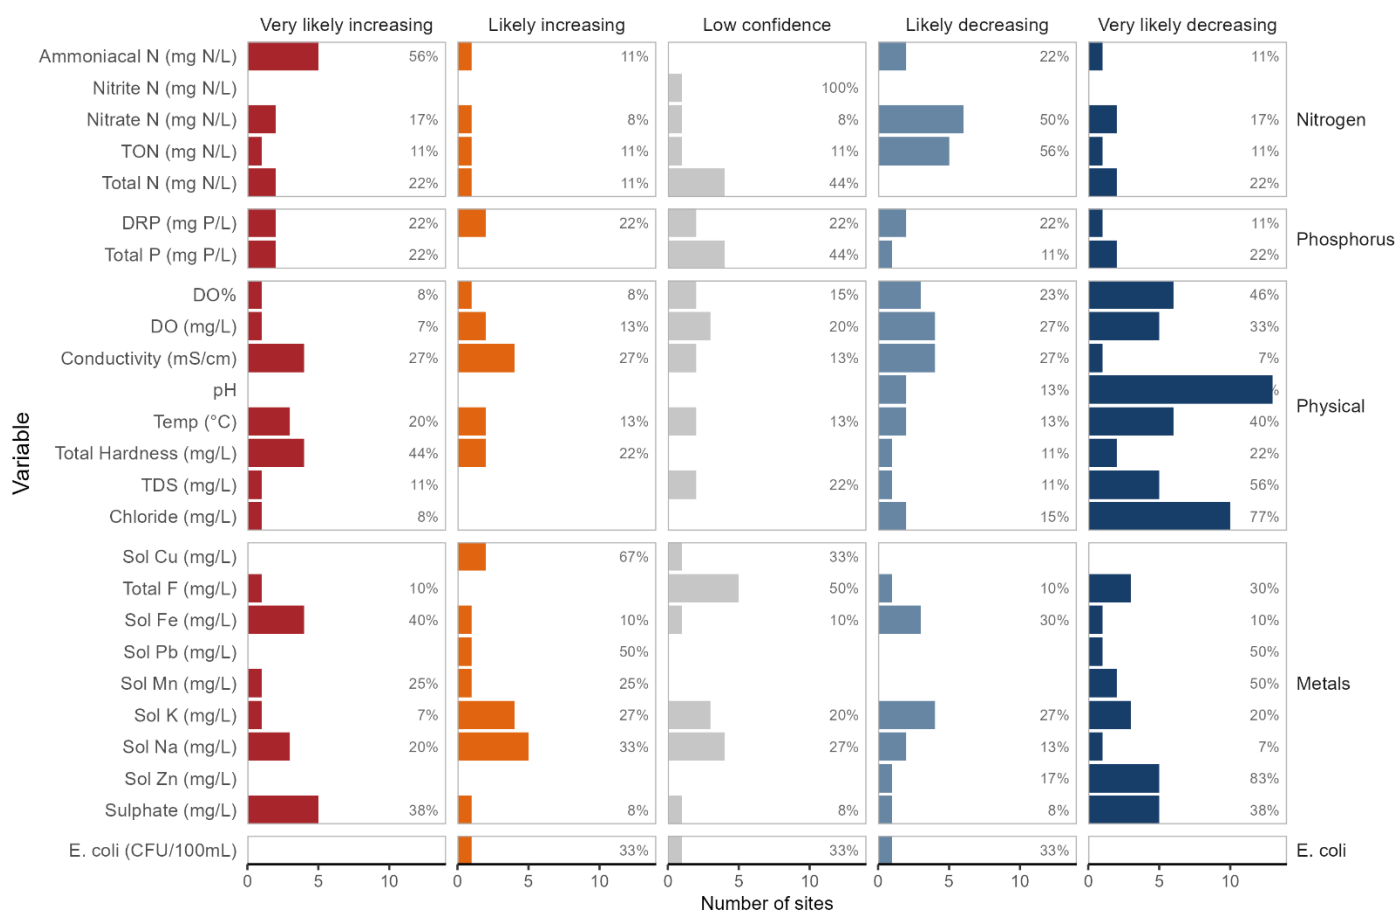 Very likely increasing Likely increasing Low confidence Likely decreasing Very likely decreasing
Ammoniacal N (mg N/L) 56% 11% 22% 11%
Nitrite N (mg N/L) 100%
Nitrate N (mg N/L) 17% 8% 8% 50% 17%
Nitrogen
TON (mg N/L) 11% 11% 11% 56% 11%
Total N (mg N/L) 22% 11% 44% 22%
DRP (mg P/L) 22% 22% 22% 22% 11%
Phosphorus
Total P (mg P/L) 22% 44% 11% 22%
DO% 8% 8% 15% 23% 46%
DO (mg/L) 7% 13% 20% 27% 33%
Conductivity (mS/cm) 27% 27% 13% 27% 7%
pH 13% %
Physical
Temp (°C) 20% 13% 13% 13% 40%
Total Hardness (mg/L) 44% 22% 11% 22%
Variable
TDS (mg/L) 11% 22% 11% 56%
Chloride (mg/L) 8% 15% 77%
Sol Cu (mg/L) 67% 33%
Total F (mg/L) 10% 50% 10% 30%
Sol Fe (mg/L) 40% 10% 10% 30% 10%
Sol Pb (mg/L) 50% 50%
Sol Mn (mg/L) 25% 25% 50% Metals
Sol K (mg/L) 7% 27% 20% 27% 20%
Sol Na (mg/L) 20% 33% 27% 13% 7%
Sol Zn (mg/L) 17% 83%
Sulphate (mg/L) 38% 8% 8% 8% 38%
E. coli (CFU/100mL) 33% 33% 33% E. coli
0 5 10 0 5 10 0 5 10 0 5 10 0 5 10
Number of sites